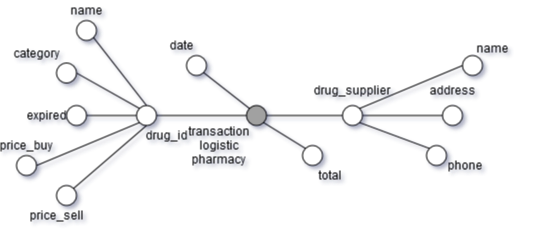 name
category
expired
price_buy
price_sell
drug_id
date
transaction
logistic
pharmacy
total
drug_supplier
name
address
phone